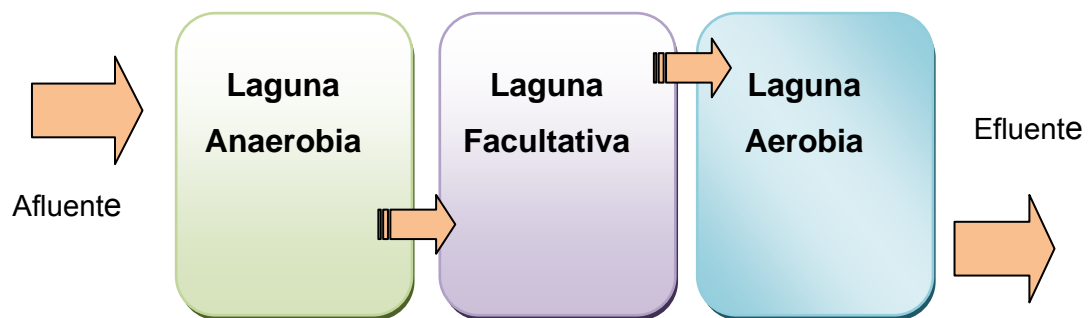 Afluente
Laguna
Anaerobia
Laguna
Facultativa
Laguna
Aerobia
Efluente